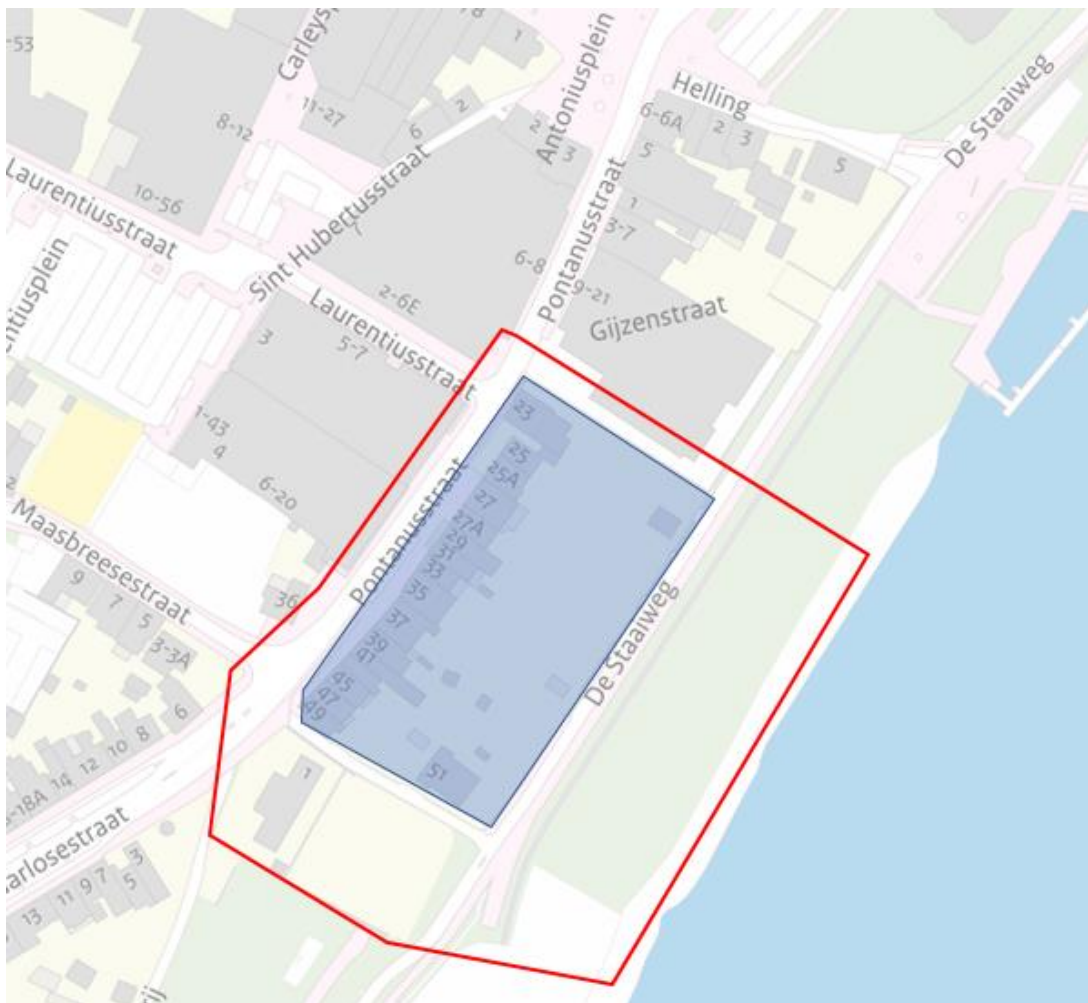 -53
Carleys
78
1
11-27
8-12
6
2
2
3
Antoniusplein
Helling
6-6A
2
3
5
5
De Staaiweg
Laurentiusstraat
10-56
Sint Hubertusstraat
1
3-7
Pontanusstraat
6-8
9-21
Gijzenstraat
entiusplein
2-6E
Laurentiusstraat
3
5-7
1-43
4
6-20
Pontanusstraat
23
25
25A
27
27A
29
31
33
35
37
39
41
45
47
49
51
De Staaiweg
2
Maasbreesestraat
9
7
5
3-3A
36
6
8
10
12
14
-18A
1
arlosestraat
3
5
7
9
11
13